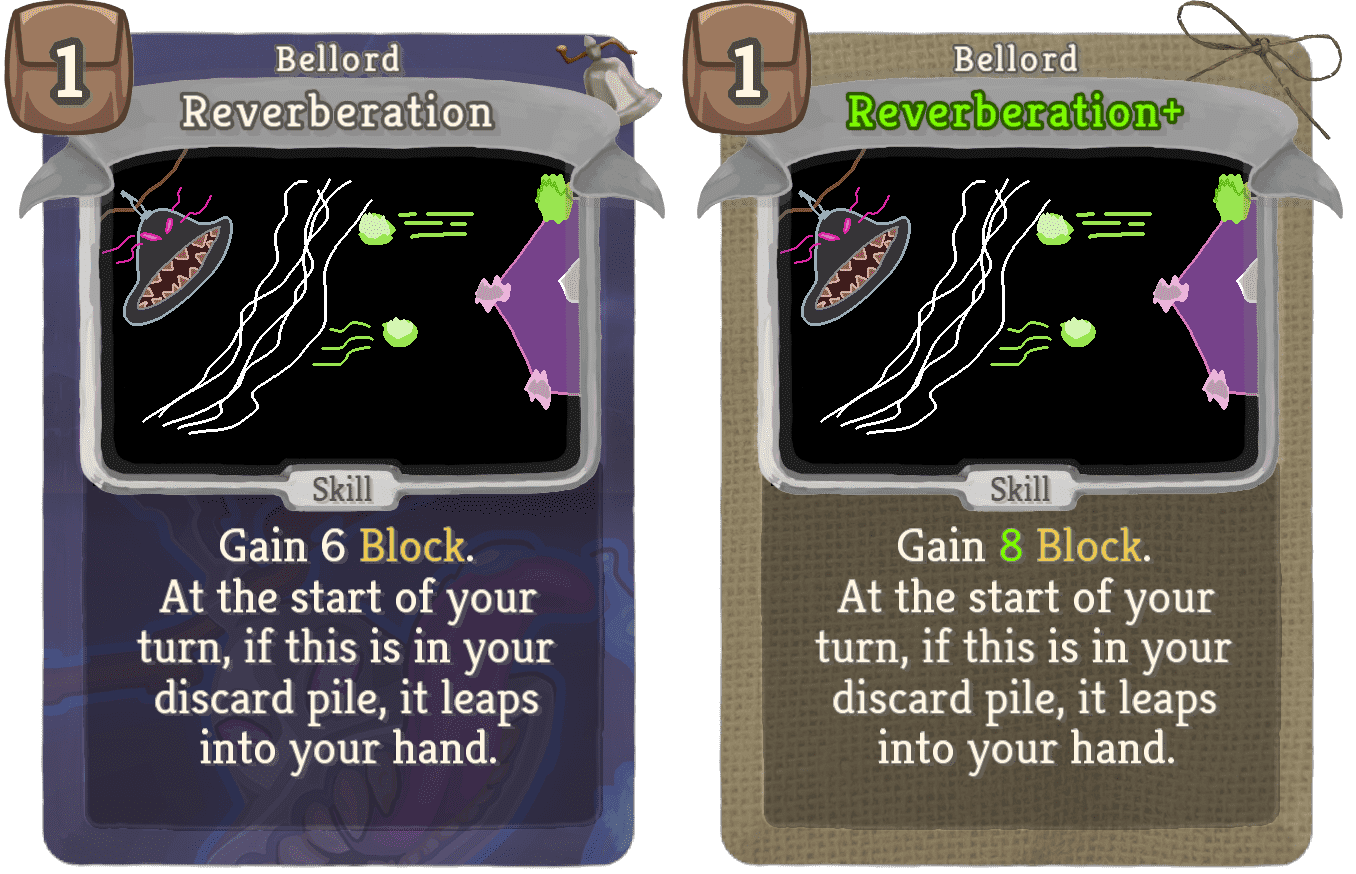 1
Bellord
Reverberation
Skill
Gain 6 Block.
At the start of your
turn, if this is in your
discard pile, it leaps
into your hand.
1
Bellord
Reverberation+
Skill
Gain 8 Block.
At the start of your
turn, if this is in your
discard pile, it leaps
into your hand.